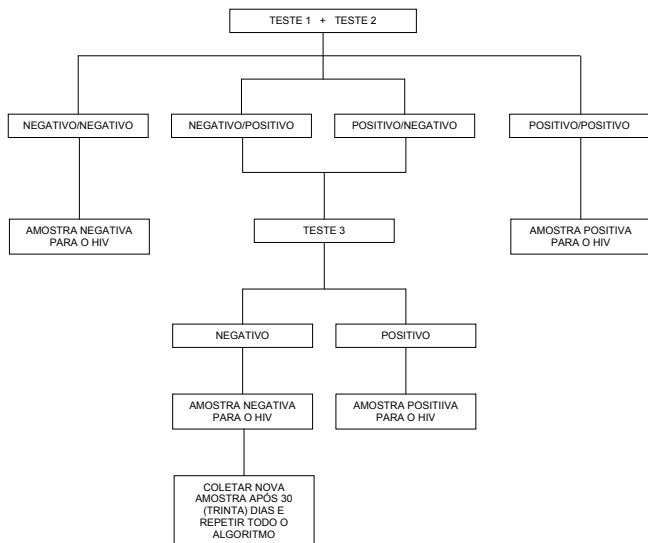 TESTE 1 + TESTE 2
NEGATIVO/NEGATIVO
NEGATIVO/POSITIVO
POSITIVO/NEGATIVO
POSITIVO/POSITIVO
AMOSTRA NEGATIVA
PARA O HIV
TESTE 3
AMOSTRA POSITIVA
PARA O HIV
NEGATIVO
POSITIVO
AMOSTRA NEGATIVA
PARA O HIV
AMOSTRA POSITIIVA
PARA O HIV
COLETAR NOVA
AMOSTRA APÓS 30
(TRINTA) DIAS E
REPETIR TODO O
ALGORITMO